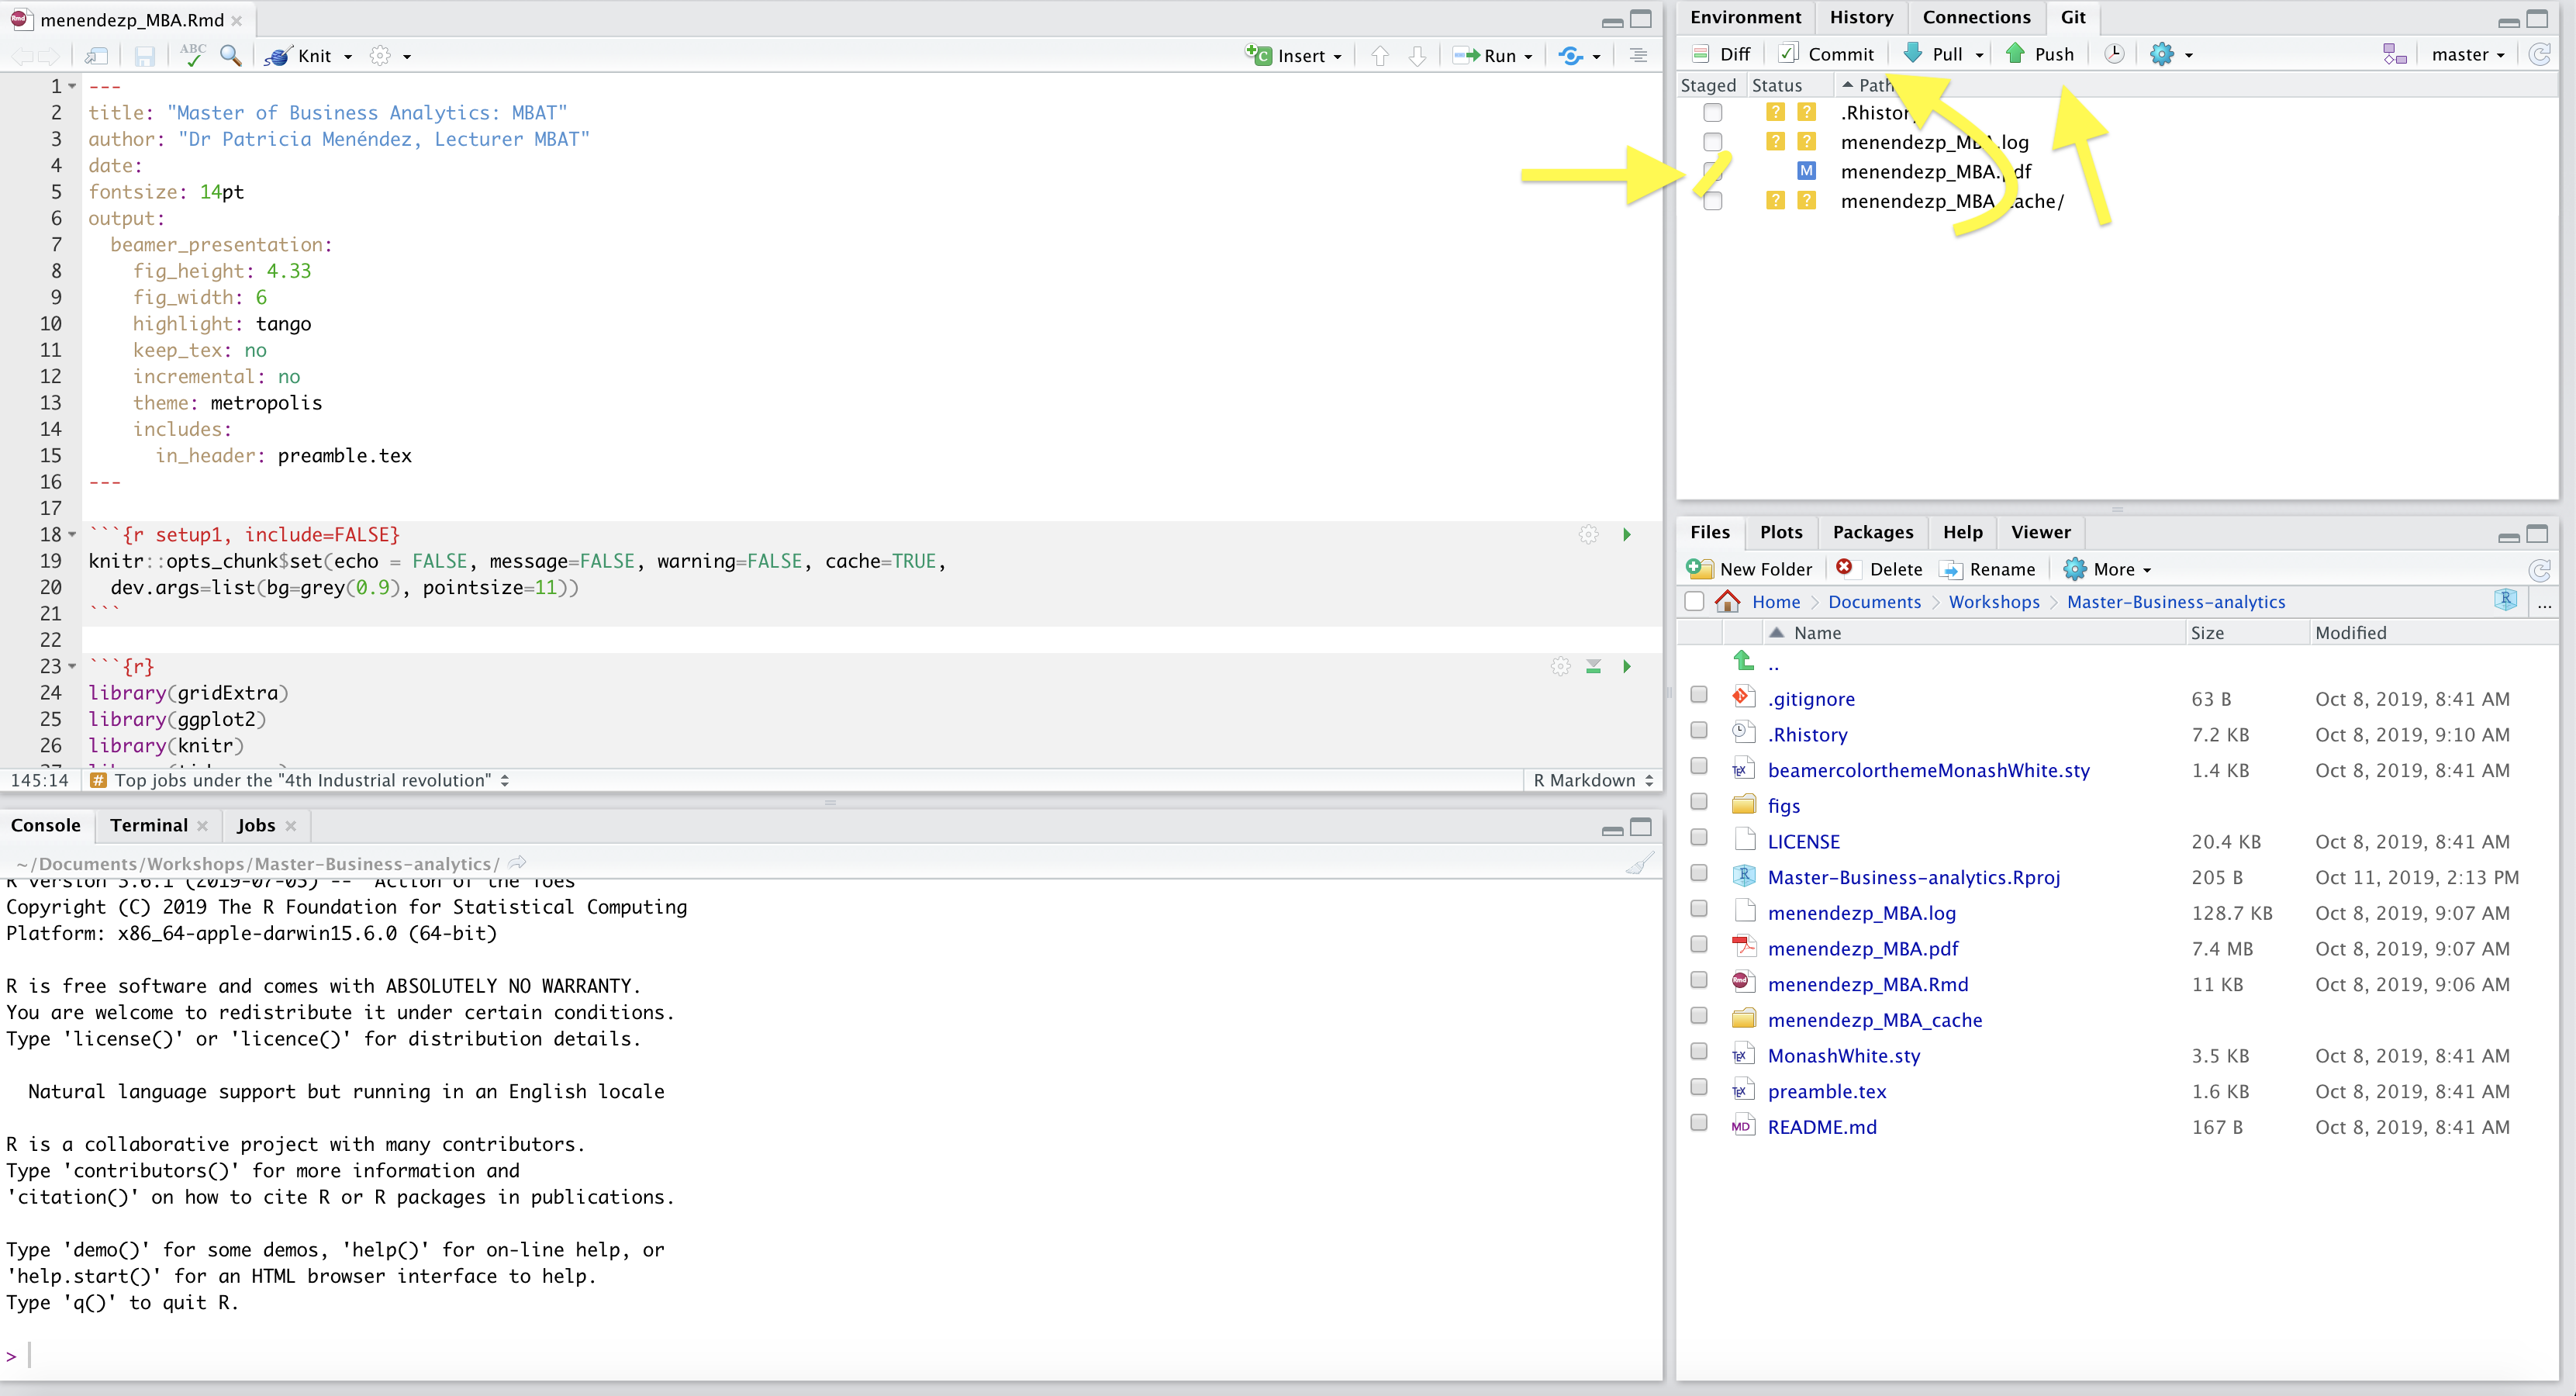 menendezp_MBA.Rmd
ABC Knit Insert Run
1 ---
2 title: "Master of Business Analytics: MBAT"
3 author: "Dr Patricia Menéndez, Lecturer MBAT"
4 date:
5 fontsize: 14pt
6 output:
7 beamer_presentation:
8 fig_height: 4.33
9 fig_width: 6
10 highlight: tango
11 keep_tex: no
12 incremental: no
13 theme: metropolis
14 includes:
15 in_header: preamble.tex
16 ---
17
18 ```{r setup1, include=FALSE}
19 knitr::opts_chunk$set(echo = FALSE, message=FALSE, warning=FALSE, cache=TRUE,
20 dev.args=list(bg=grey(0.9), pointsize=11))
21 ```
22
23 ```{r}
24 library(gridExtra)
25 library(ggplot2)
26 library(knitr)
145:14 # Top jobs under the "4th Industrial revolution" R Markdown
Console Terminal Jobs
~/Documents/Workshops/Master-Business-analytics/
R version 3.6.1 (2019-07-05) -- "Action of the Toes"
Copyright (C) 2019 The R Foundation for Statistical Computing
Platform: x86_64-apple-darwin15.6.0 (64-bit)
R is free software and comes with ABSOLUTELY NO WARRANTY.
You are welcome to redistribute it under certain conditions.
Type 'license()' or 'licence()' for distribution details.
Natural language support but running in an English locale
R is a collaborative project with many contributors.
Type 'contributors()' for more information and
'citation()' on how to cite R or R packages in publications.
Type 'demo()' for some demos, 'help()' for on-line help, or
'help.start()' for an HTML browser interface to help.
Type 'q()' to quit R.
>
Environment History Connections Git
Diff Commit Pull Push master
Staged Status Path
? ? .Rhistory
? ? menendezp_MBA.log
M menendezp_MBA.pdf
? ? menendezp_MBA_cache/
Files Plots Packages Help Viewer
New Folder Delete Rename More
Home Documents Workshops Master-Business-analytics ...
Name Size Modified
..
.gitignore 63 B Oct 8, 2019, 8:41 AM
.Rhistory 7.2 KB Oct 8, 2019, 9:10 AM
beamercolorthemeMonashWhite.sty 1.4 KB Oct 8, 2019, 8:41 AM
figs
LICENSE 20.4 KB Oct 8, 2019, 8:41 AM
Master-Business-analytics.Rproj 205 B Oct 11, 2019, 2:13 PM
menendezp_MBA.log 128.7 KB Oct 8, 2019, 9:07 AM
menendezp_MBA.pdf 7.4 MB Oct 8, 2019, 9:07 AM
menendezp_MBA.Rmd 11 KB Oct 8, 2019, 9:06 AM
menendezp_MBA_cache
MonashWhite.sty 3.5 KB Oct 8, 2019, 8:41 AM
preamble.tex 1.6 KB Oct 8, 2019, 8:41 AM
README.md 167 B Oct 8, 2019, 8:41 AM